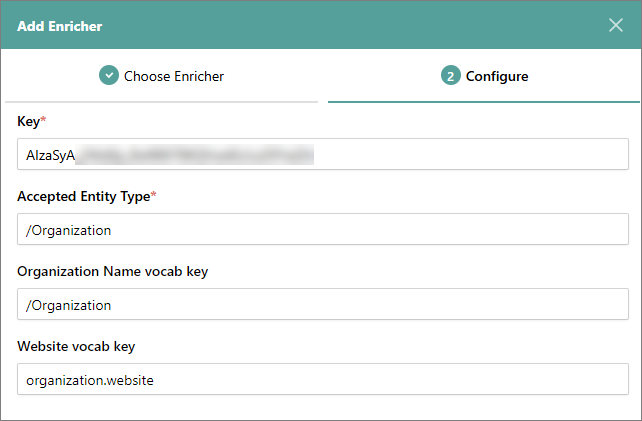 Add Enricher
Choose Enricher
2 Configure
Key*
AIzaSyA
Accepted Entity Type*
/Organization
Organization Name vocab key
/Organization
Website vocab key
organization.website